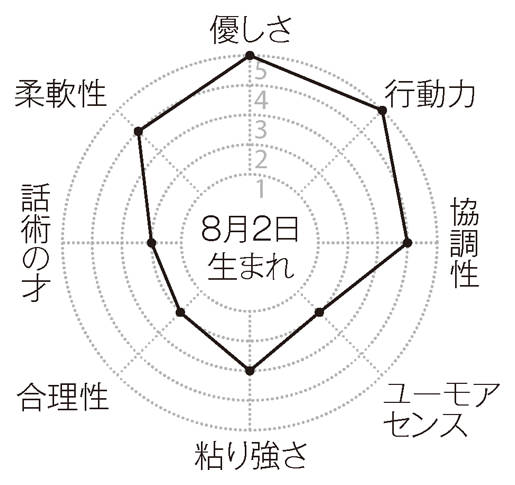 優しさ
柔軟性
行動力
5
4
3
2
1
話術の才
8月2日
生まれ
協調性
合理性
ユーモア
センス
粘り強さ